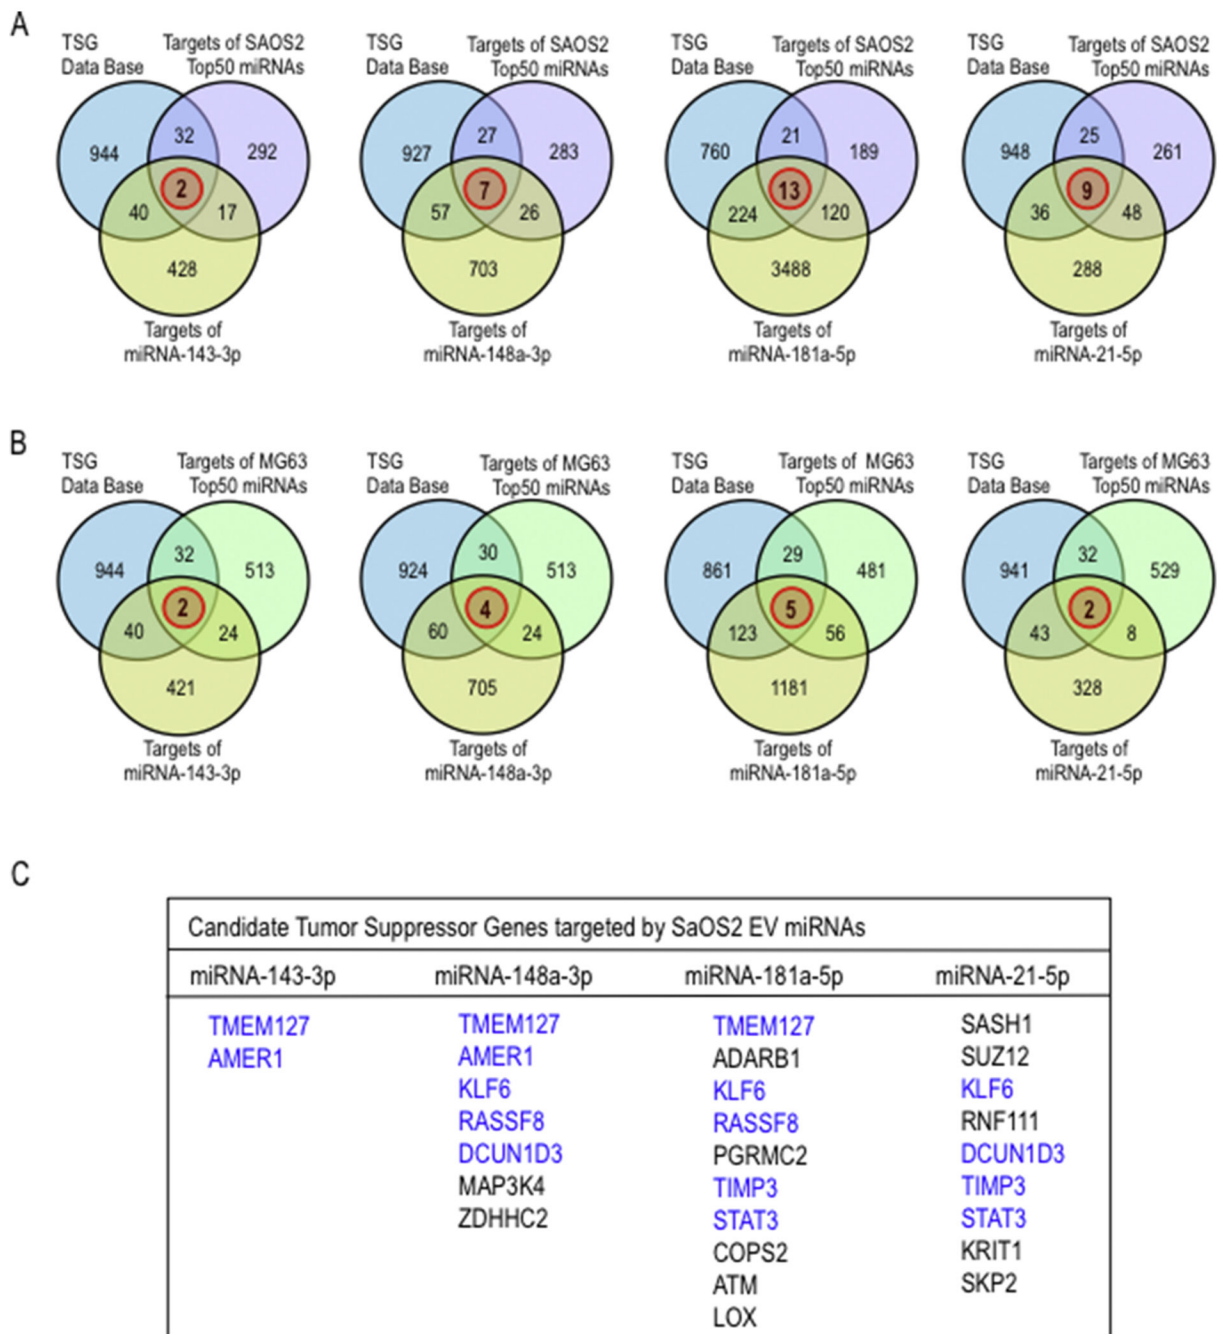 A
TSG Data Base
Targets of SAOS2 Top50 miRNAs
944
32
292
2
40
17
428
Targets of
miRNA-143-3p
TSG Data Base
Targets of SAOS2 Top50 miRNAs
927
27
283
7
57
26
703
Targets of
miRNA-148a-3p
TSG Data Base
Targets of SAOS2 Top50 miRNAs
760
21
189
13
224
120
3488
Targets of
miRNA-181a-5p
TSG Data Base
Targets of SAOS2 Top50 miRNAs
948
25
261
9
36
48
288
Targets of
miRNA-21-5p
B
TSG Data Base
Targets of MG63 Top50 miRNAs
944
32
513
2
40
24
421
Targets of
miRNA-143-3p
TSG Data Base
Targets of MG63 Top50 miRNAs
924
30
513
4
60
24
705
Targets of
miRNA-148a-3p
TSG Data Base
Targets of MG63 Top50 miRNAs
861
29
481
5
123
56
1181
Targets of
miRNA-181a-5p
TSG Data Base
Targets of MG63 Top50 miRNAs
941
32
529
2
43
8
328
Targets of
miRNA-21-5p
C
Candidate Tumor Suppressor Genes targeted by SaOS2 EV miRNAs
miRNA-143-3p miRNA-148a-3p miRNA-181a-5p miRNA-21-5p
TMEM127 TMEM127 TMEM127 SASH1
AMER1 AMER1 ADARB1 SUZ12
KLF6 KLF6 KLF6
RASSF8 RASSF8 RNF111
DCUN1D3 PGRMC2 DCUN1D3
MAP3K4 TIMP3 TIMP3
ZDHHC2 STAT3 STAT3
COPS2 KRIT1
ATM SKP2
LOX